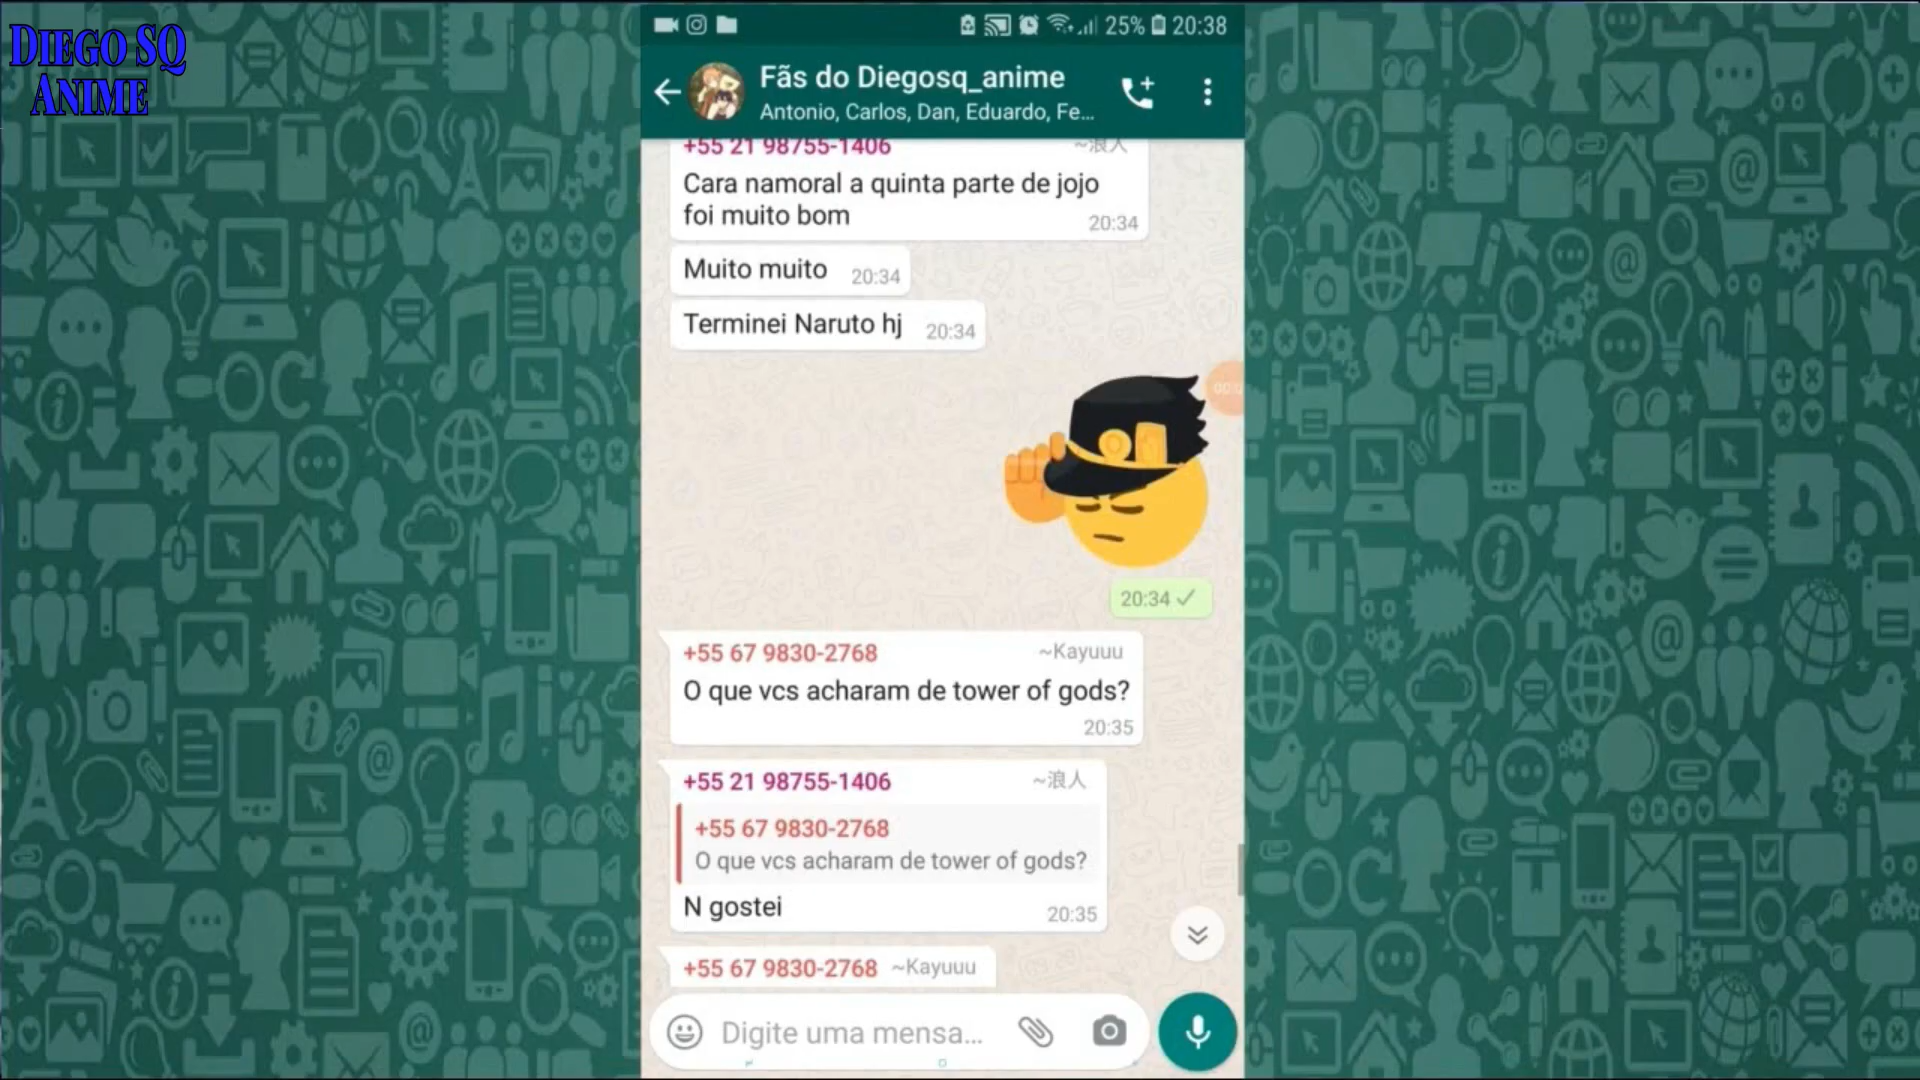 DIEGO SQ
ANIME
25% 20:38
Fãs do Diegosq_anime
Antonio, Carlos, Dan, Eduardo, Fe...
+55 21 98755-1406 ~浪人
Cara namoral a quinta parte de jojo
foi muito bom
20:34
Muito muito 20:34
Terminei Naruto hj 20:34
20:34
+55 67 9830-2768 ~Kayuuu
O que vcs acharam de tower of gods?
20:35
+55 21 98755-1406 ~浪人
+55 67 9830-2768
O que vcs acharam de tower of gods?
N gostei 20:35
+55 67 9830-2768 ~Kayuuu
Digite uma mensa...